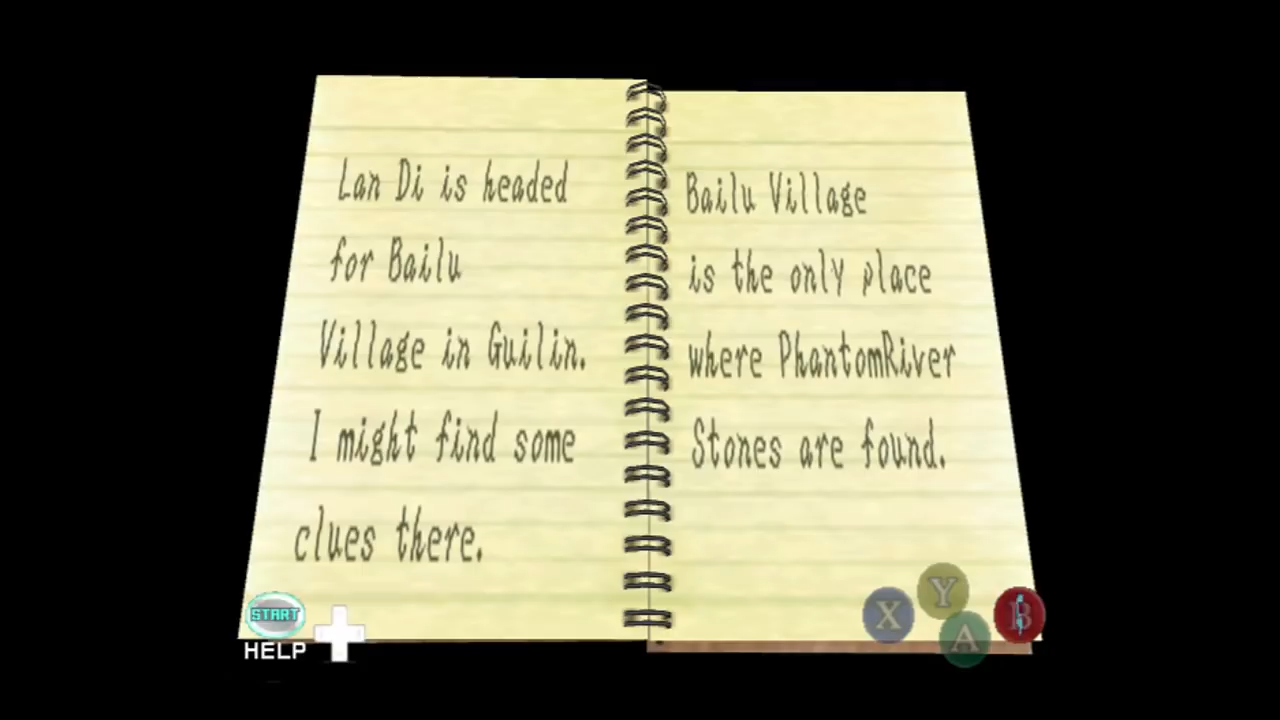 Lan Di is headed
for Bailu
Village in Guilin.
I might find some
clues there.
Bailu Village
is the only place
where PhantomRiver
Stones are found.
START
HELP
X
Y
A
B